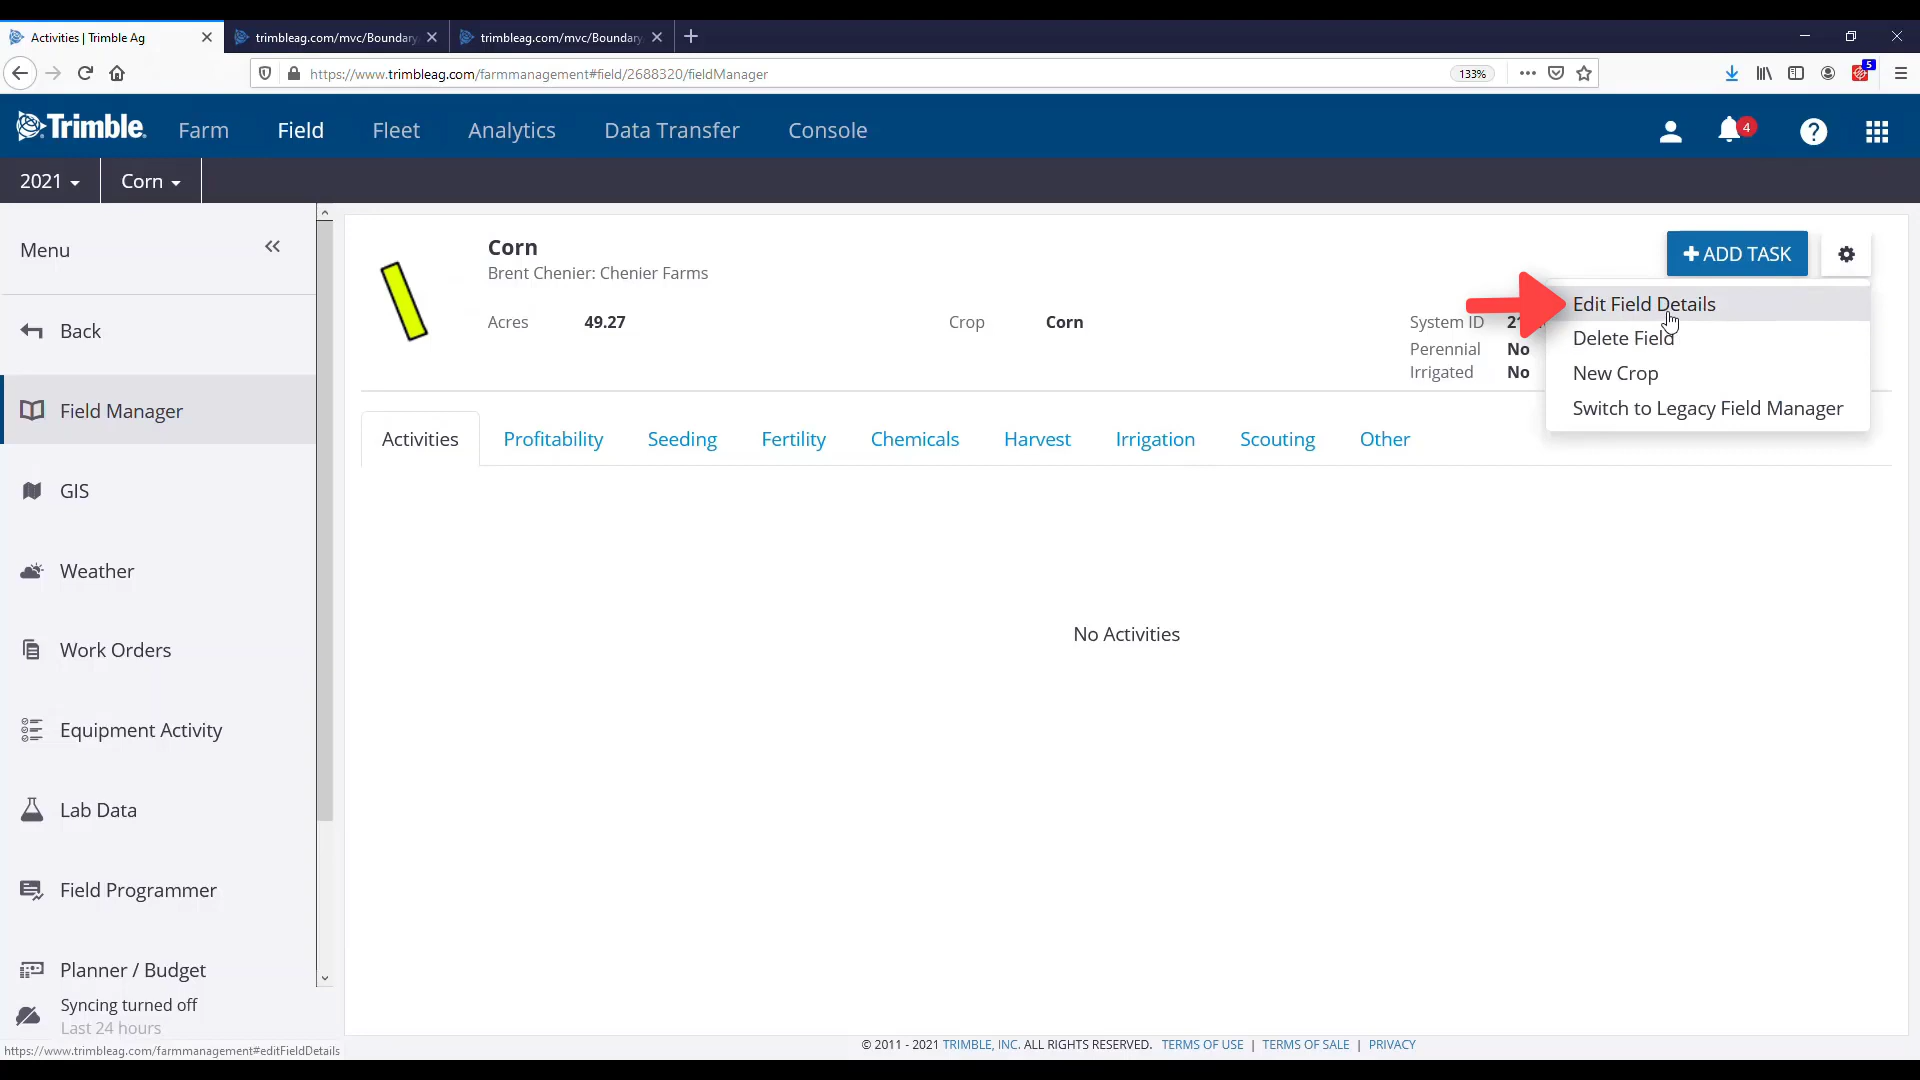 Activities | Trimble Ag
trimbleag.com/mvc/Boundary
trimbleag.com/mvc/Boundary
https://www.trimbleag.com/farmmanagement#field/2688320/fieldManager
133%
5
Trimble
Farm
Field
Fleet
Analytics
Data Transfer
Console
4
2021
Corn
Menu
Back
Field Manager
GIS
Weather
Work Orders
Equipment Activity
Lab Data
Field Programmer
Planner / Budget
Syncing turned off
Last 24 hours
https://www.trimbleag.com/farmmanagement#editFieldDetails
Corn
Brent Chenier: Chenier Farms
Acres 49.27
Crop Corn
System ID
Perennial No
Irrigated No
ADD TASK
Edit Field Details
Delete Field
New Crop
Switch to Legacy Field Manager
Activities
Profitability
Seeding
Fertility
Chemicals
Harvest
Irrigation
Scouting
Other
No Activities
© 2011 - 2021 TRIMBLE, INC. ALL RIGHTS RESERVED. TERMS OF USE | TERMS OF SALE | PRIVACY